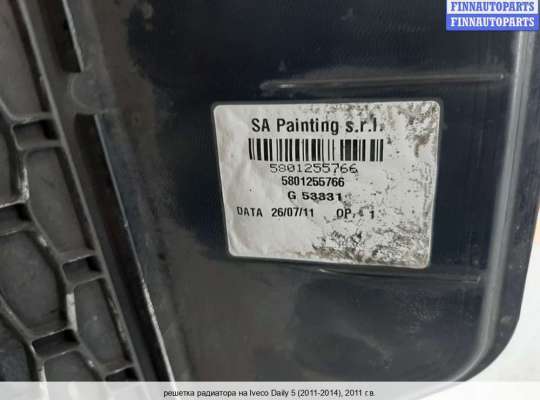 FINNAUTOPARTS
FINNAUTOPARTS
SA Painting s.r.l.
5801255766
5801255766
G 53331
DATA 26/07/11 OP. 1
решетка радиатора на Iveco Daily 5 (2011-2014), 2011 г.в.